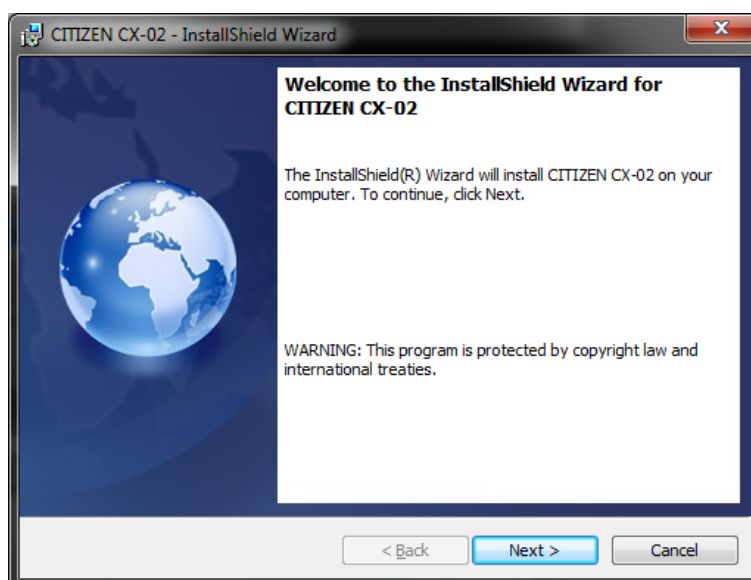 CITIZEN CX-02 - InstallShield Wizard
X
Welcome to the InstallShield Wizard for
CITIZEN CX-02
The InstallShield(R) Wizard will install CITIZEN CX-02 on your
computer. To continue, click Next.
WARNING: This program is protected by copyright law and
international treaties.
< Back Next > Cancel